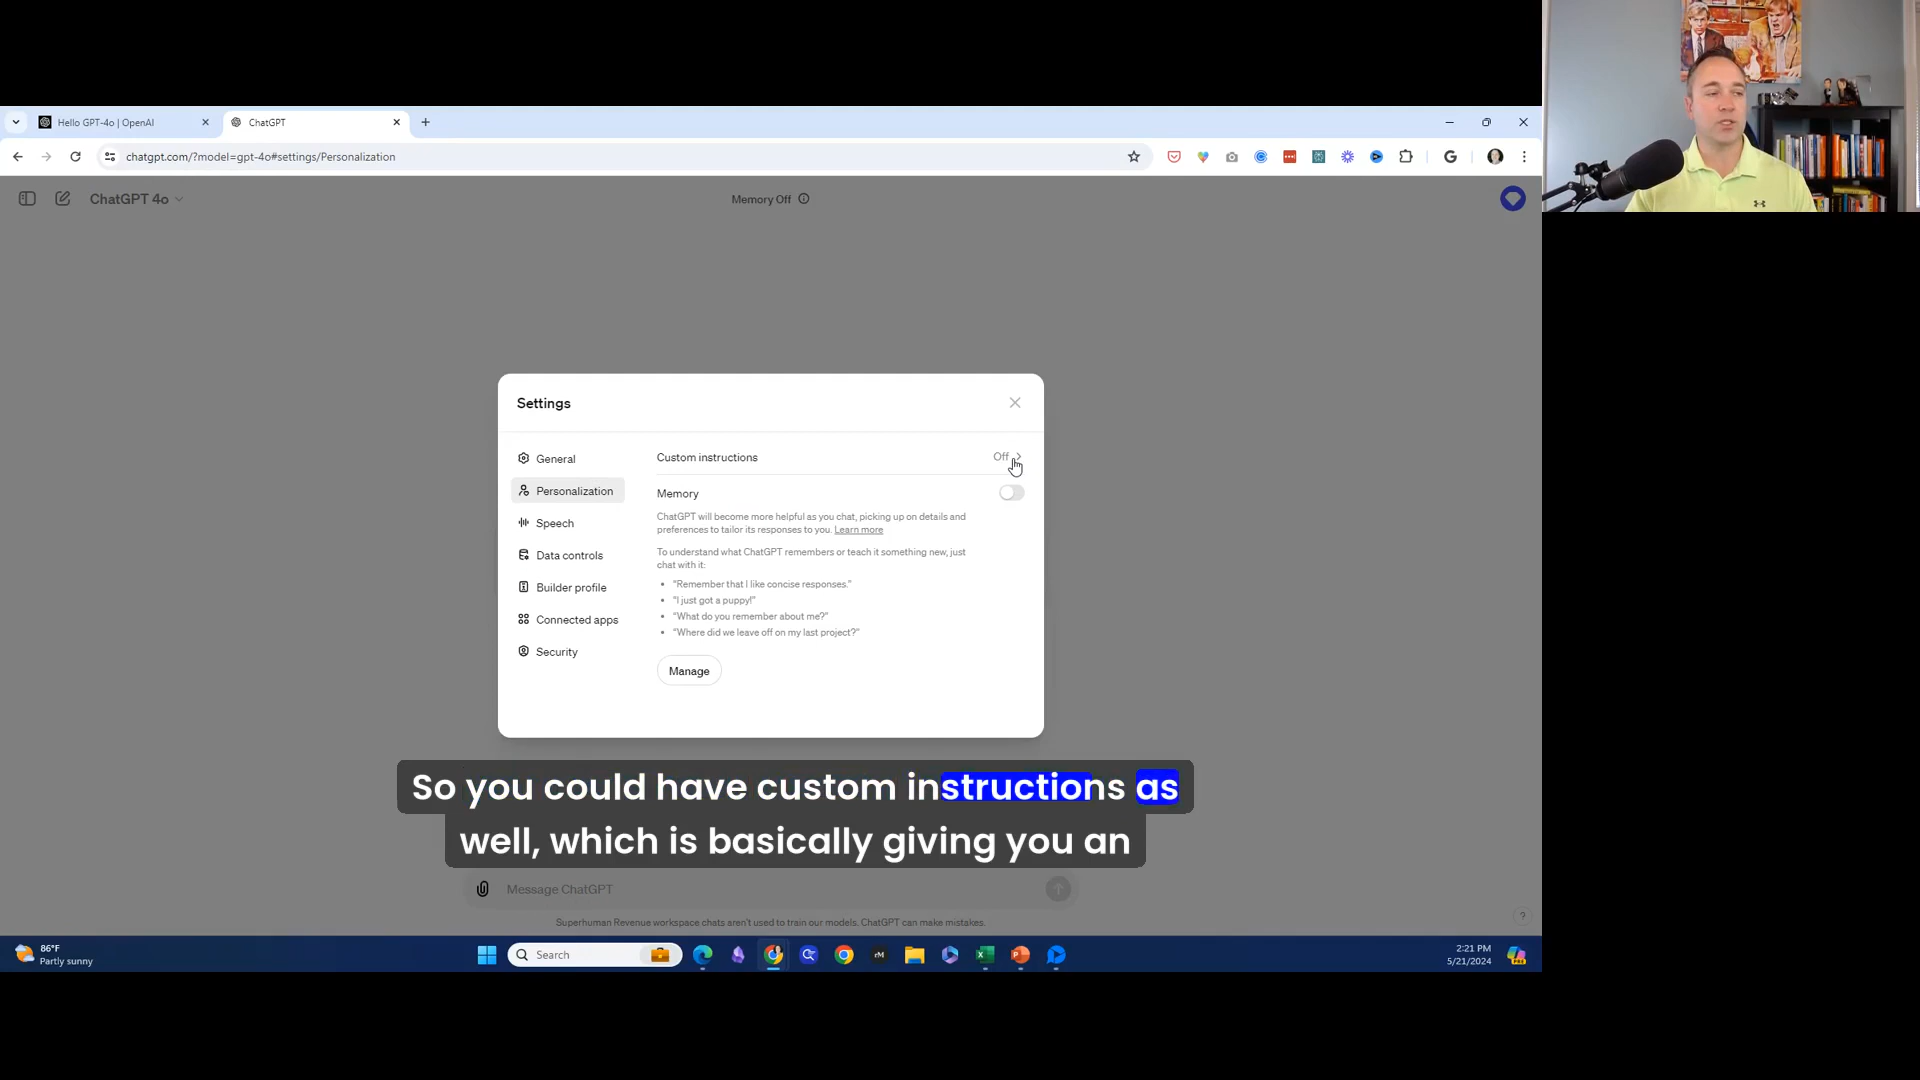 Hello GPT-4o | OpenAI
ChatGPT
chatgpt.com/?model=gpt-4o#settings/Personalization
ChatGPT 4o
Memory Off
Settings
Custom instructions
Off
General
Personalization
Speech
Data controls
Builder profile
Connected apps
Security
Memory
ChatGPT will become more helpful as you chat, picking up on details and
preferences to tailor its responses to you. Learn more
To understand what ChatGPT remembers or teach it something new, just
chat with it:
• "Remember that I like concise responses."
• "I just got a puppy!"
• "What do you remember about me?"
• "Where did we leave off on my last project?"
Manage
So you could have custom instructions as
well, which is basically giving you an
Message ChatGPT
Superhuman Revenue workspace chats aren't used to train our models. ChatGPT can make mistakes.
?
86°F
Partly sunny
Search
rM
2:21 PM
5/21/2024